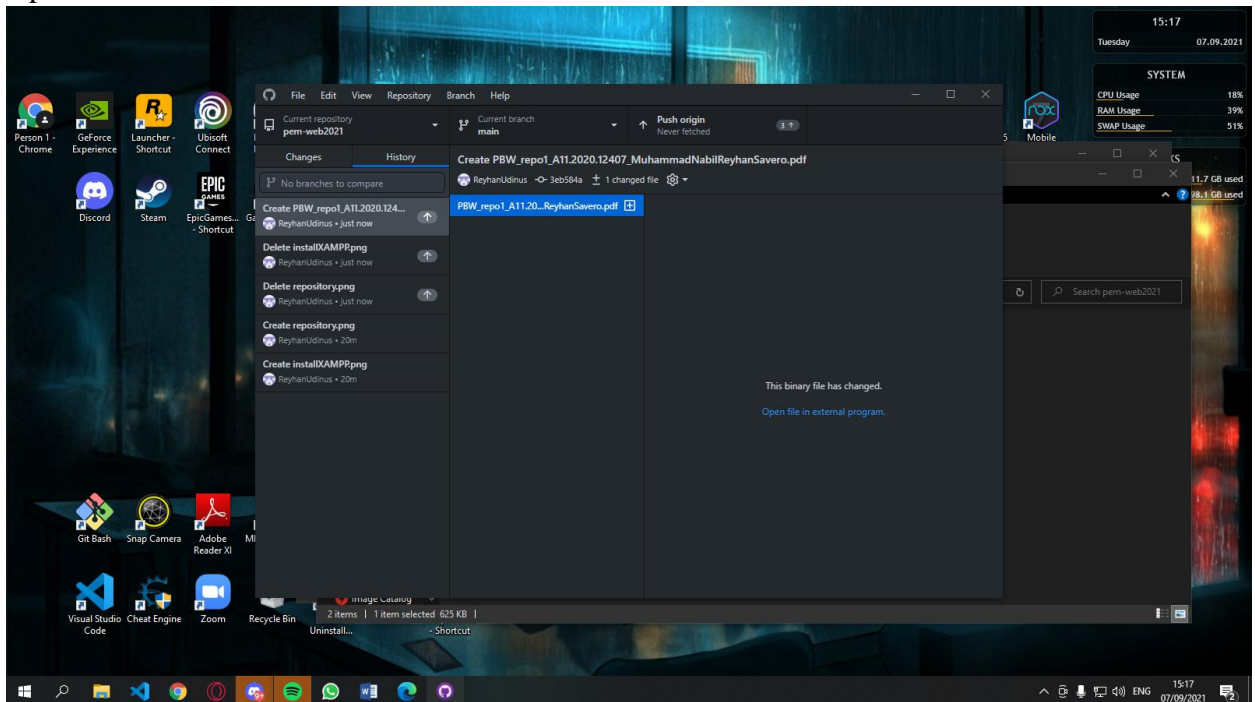 15:17
Tuesday 07.09.2021
SYSTEM
CPU Usage 18%
RAM Usage 39%
SWAP Usage 51%
11.7 GB used
98.1 GB used
Person 1 - Chrome
GeForce Experience
Launcher - Shortcut
Ubisoft Connect
Discord
Steam
EpicGames... - Shortcut
Mobile
File Edit View Repository Branch Help
Current repository
pem-web2021
Current branch
main
Push origin
Never fetched
3
Changes History
No branches to compare
Create PBW_repo1_A11.2020.124...
ReyhanUdinus • just now
Delete installXAMPP.png
ReyhanUdinus • just now
Delete repository.png
ReyhanUdinus • just now
Create repository.png
ReyhanUdinus • 20m
Create installXAMPP.png
ReyhanUdinus • 20m
Create PBW_repo1_A11.2020.12407_MuhammadNabilReyhanSavero.pdf
ReyhanUdinus 3eb584a 1 changed file
PBW_repo1_A11.20...ReyhanSavero.pdf
This binary file has changed.
Open file in external program.
Search pem-web2021
Git Bash
Snap Camera
Adobe Reader XI
Visual Studio Code
Cheat Engine
Zoom
Recycle Bin
Uninstall...
- Shortcut
Image Catalog
2 items | 1 item selected 625 KB |
ENG
15:17
07/09/2021
2